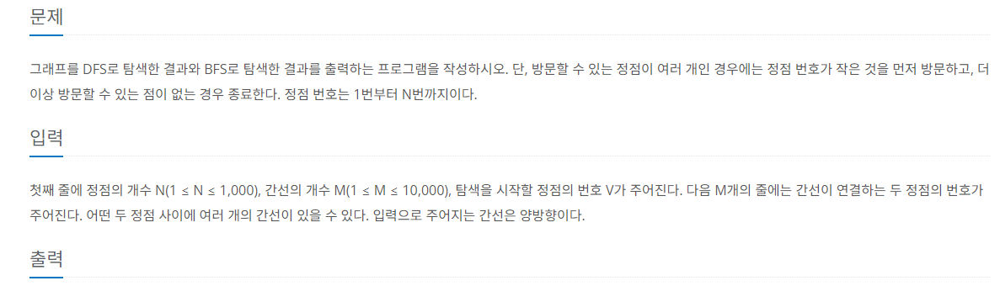 문제
그래프를 DFS로 탐색한 결과와 BFS로 탐색한 결과를 출력하는 프로그램을 작성하시오. 단, 방문할 수 있는 정점이 여러 개인 경우에는 정점 번호가 작은 것을 먼저 방문하고, 더
이상 방문할 수 있는 점이 없는 경우 종료한다. 정점 번호는 1번부터 N번까지이다.
입력
첫째 줄에 정점의 개수 N(1 ≤ N ≤ 1,000), 간선의 개수 M(1 ≤ M ≤ 10,000), 탐색을 시작할 정점의 번호 V가 주어진다. 다음 M개의 줄에는 간선이 연결하는 두 정점의 번호가
주어진다. 어떤 두 정점 사이에 여러 개의 간선이 있을 수 있다. 입력으로 주어지는 간선은 양방향이다.
출력